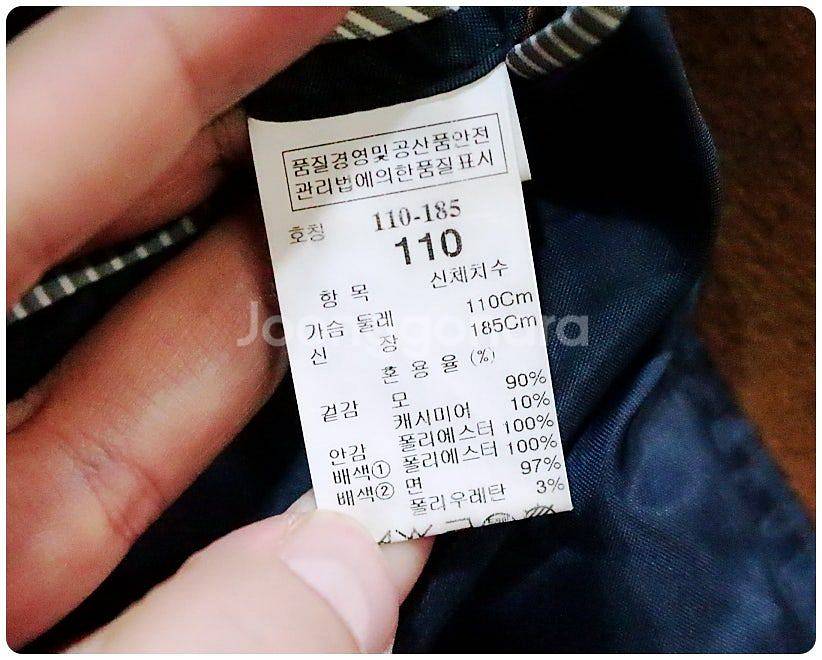 품질경영및공산품안전
관리법에의한품질표시
호칭 110-185
110
항 목 신체치수
가슴둘레 110Cm
신 장 185Cm
혼용율 (%)
겉감 모 90%
캐시미어 10%
안감 폴리에스터 100%
배색① 폴리에스터 100%
배색② 면 97%
폴리우레탄 3%
Joonggonara